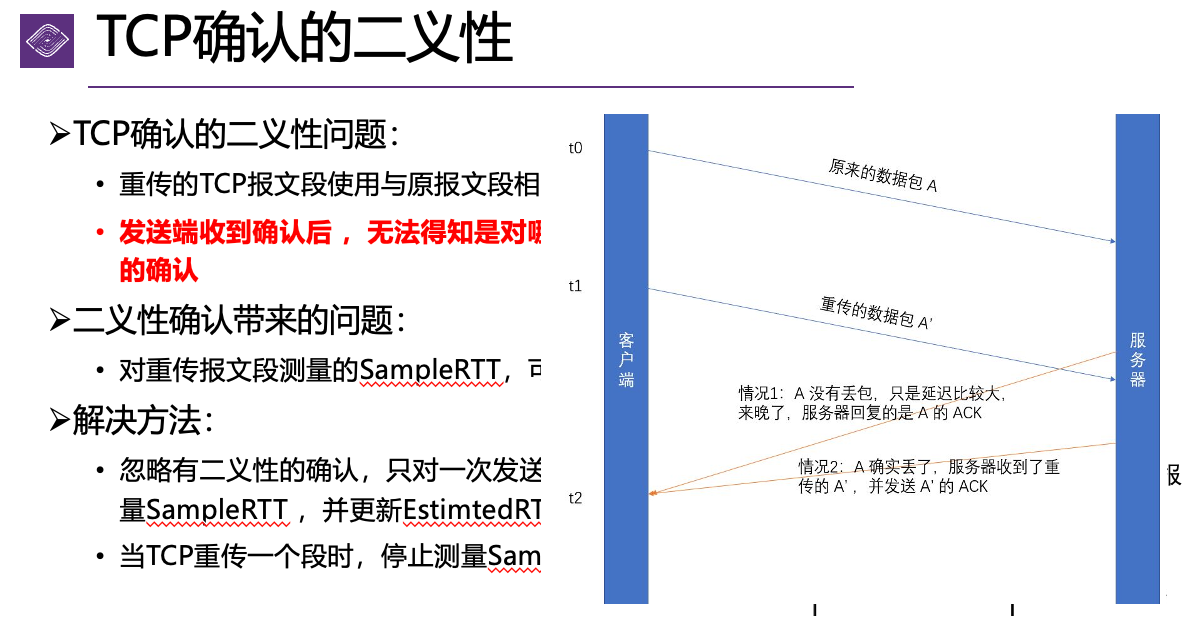 TCP确认的二义性
➢TCP确认的二义性问题：
• 重传的TCP报文段使用与原报文段相
• 发送端收到确认后 ，无法得知是对哪
的确认
➢二义性确认带来的问题：
• 对重传报文段测量的SampleRTT，可
➢解决方法：
• 忽略有二义性的确认，只对一次发送
量SampleRTT ，并更新EstimtedRT
• 当TCP重传一个段时，停止测量Sam
t0
原来的数据包 A
t1
重传的数据包 A’
客户端
服务器
情况1：A 没有丢包，只是延迟比较大，
来晚了，服务器回复的是 A 的 ACK
情况2：A 确实丢了，服务器收到了重
传的 A’ ，并发送 A’ 的 ACK
t2
报